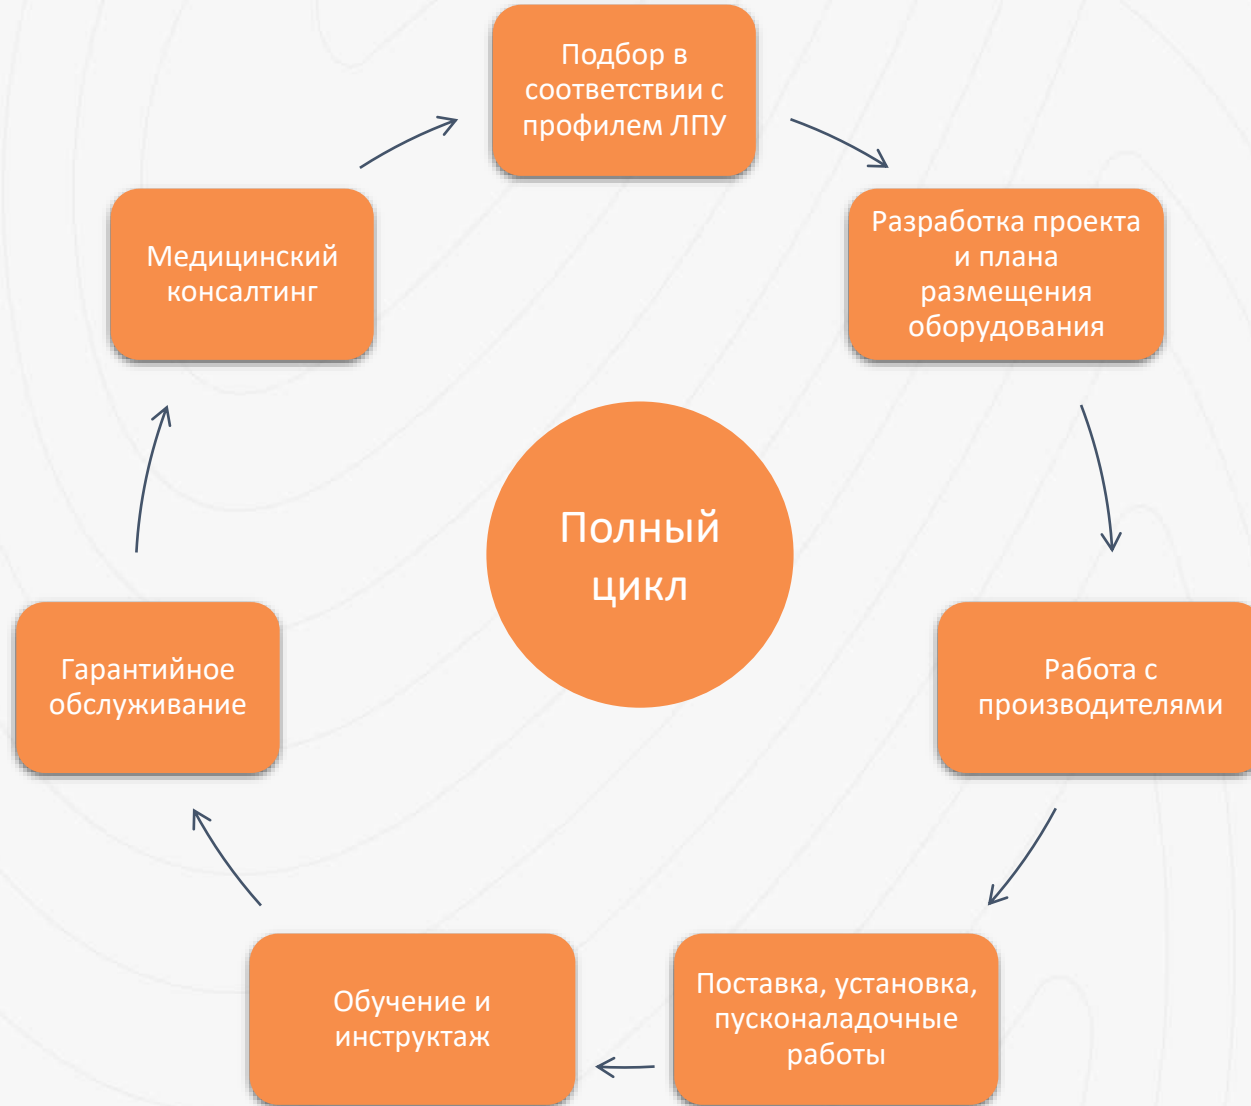 Подбор в
соответствии с
профилем ЛПУ
Разработка проекта
и плана
размещения
оборудования
Работа с
производителями
Поставка, установка,
пусконаладочные
работы
Обучение и
инструктаж
Гарантийное
обслуживание
Медицинский
консалтинг
Полный
цикл